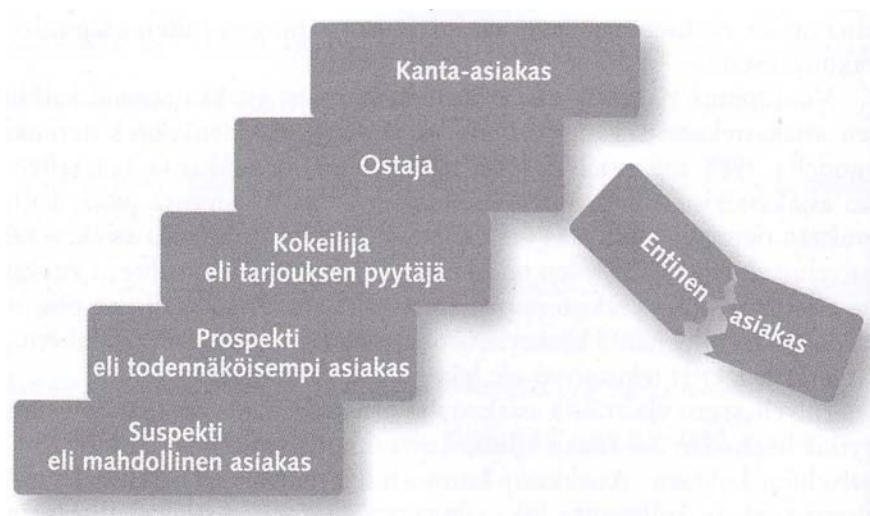 Kanta-asiakas
Ostaja
Kokeilija
eli tarjouksen pyytäjä
Prospekti
eli todennäköisempi asiakas
Suspekti
eli mahdollinen asiakas
Entinen
asiakas